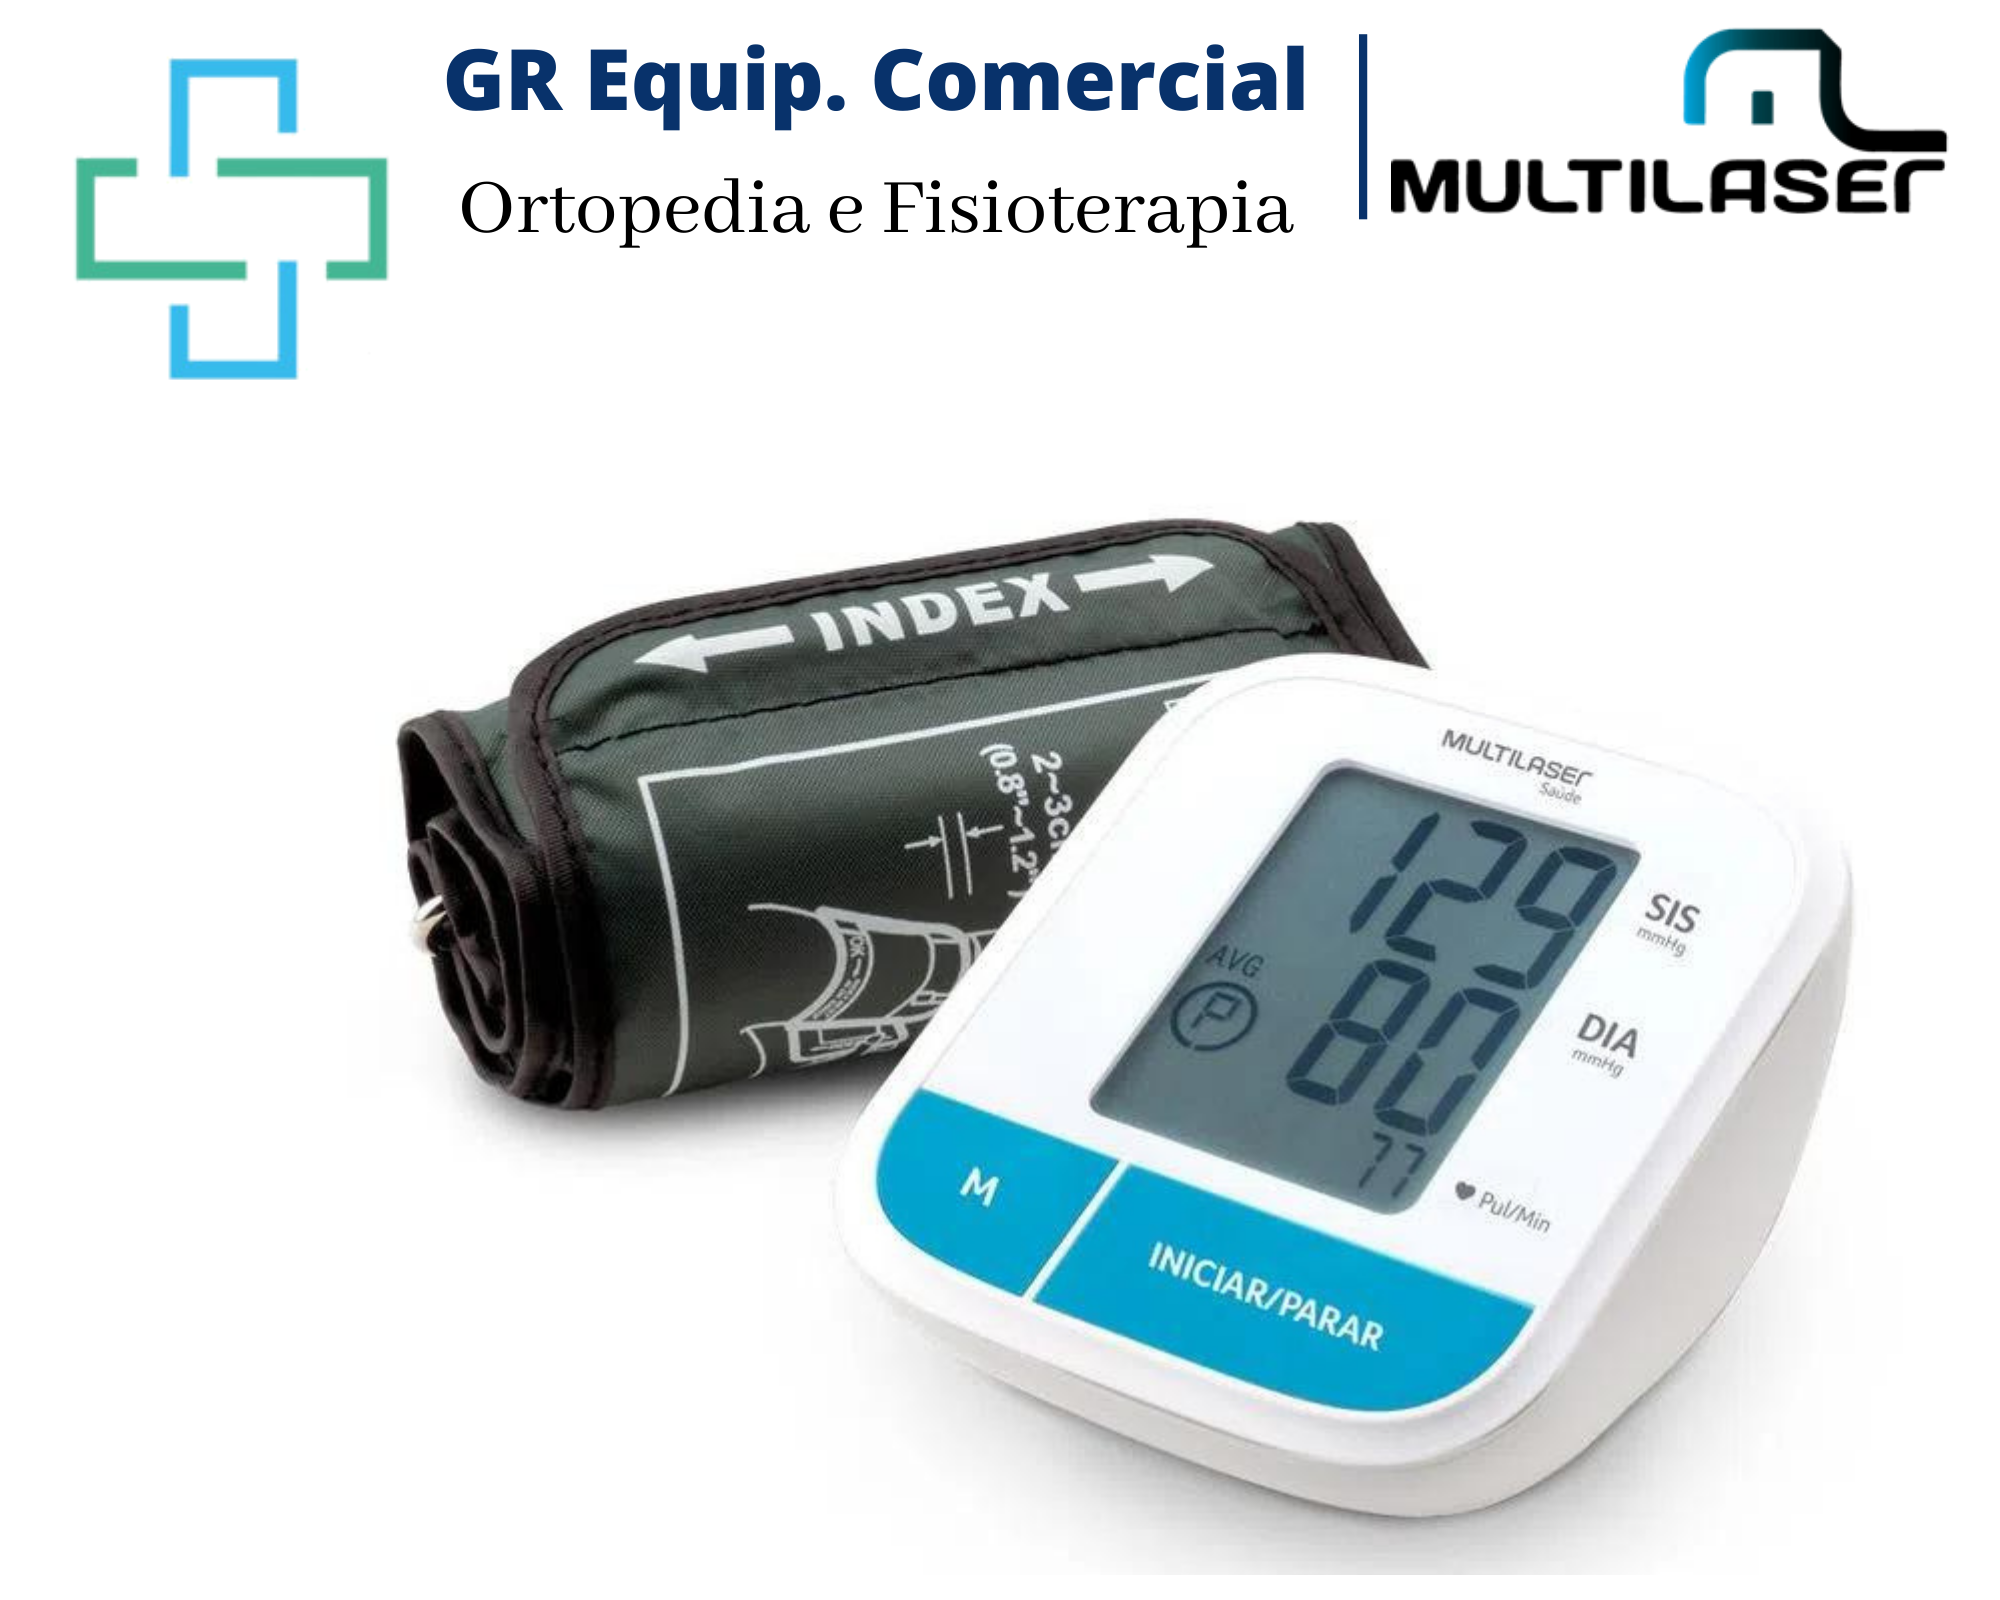 GR Equip. Comercial
Ortopedia e Fisioterapia
MULTILASER
INDEX
2~3c
(0.8"~1.2")
MULTILASER
Saúde
129
SIS
mmHg
AVG
P
80
DIA
mmHg
77
Pul/Min
M
INICIAR/PARAR